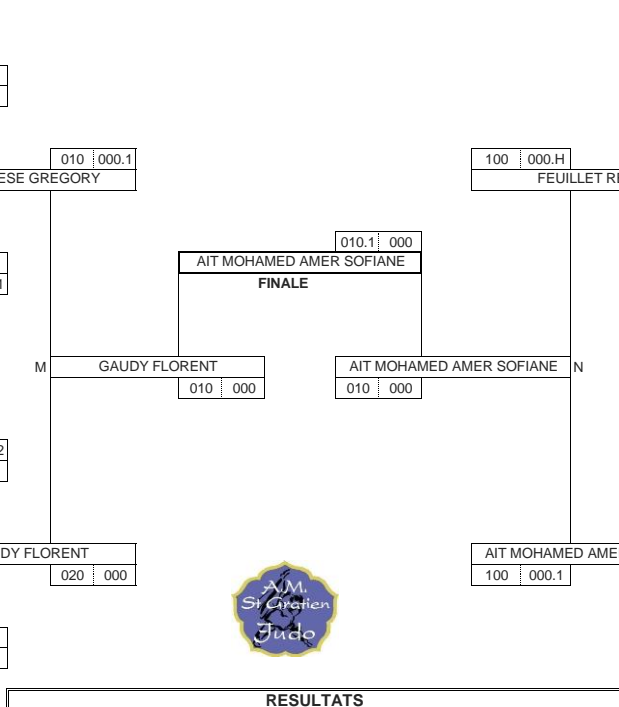 010 000.1
100 000.H
ESE GREGORY
FEUILLET RE
010.1 000
AIT MOHAMED AMER SOFIANE
FINALE
M GAUDY FLORENT
AIT MOHAMED AMER SOFIANE N
010 000
010 000
2
DY FLORENT
AIT MOHAMED AME
020 000
100 000.1
A.M.
St Gratien
Judo
RESULTATS